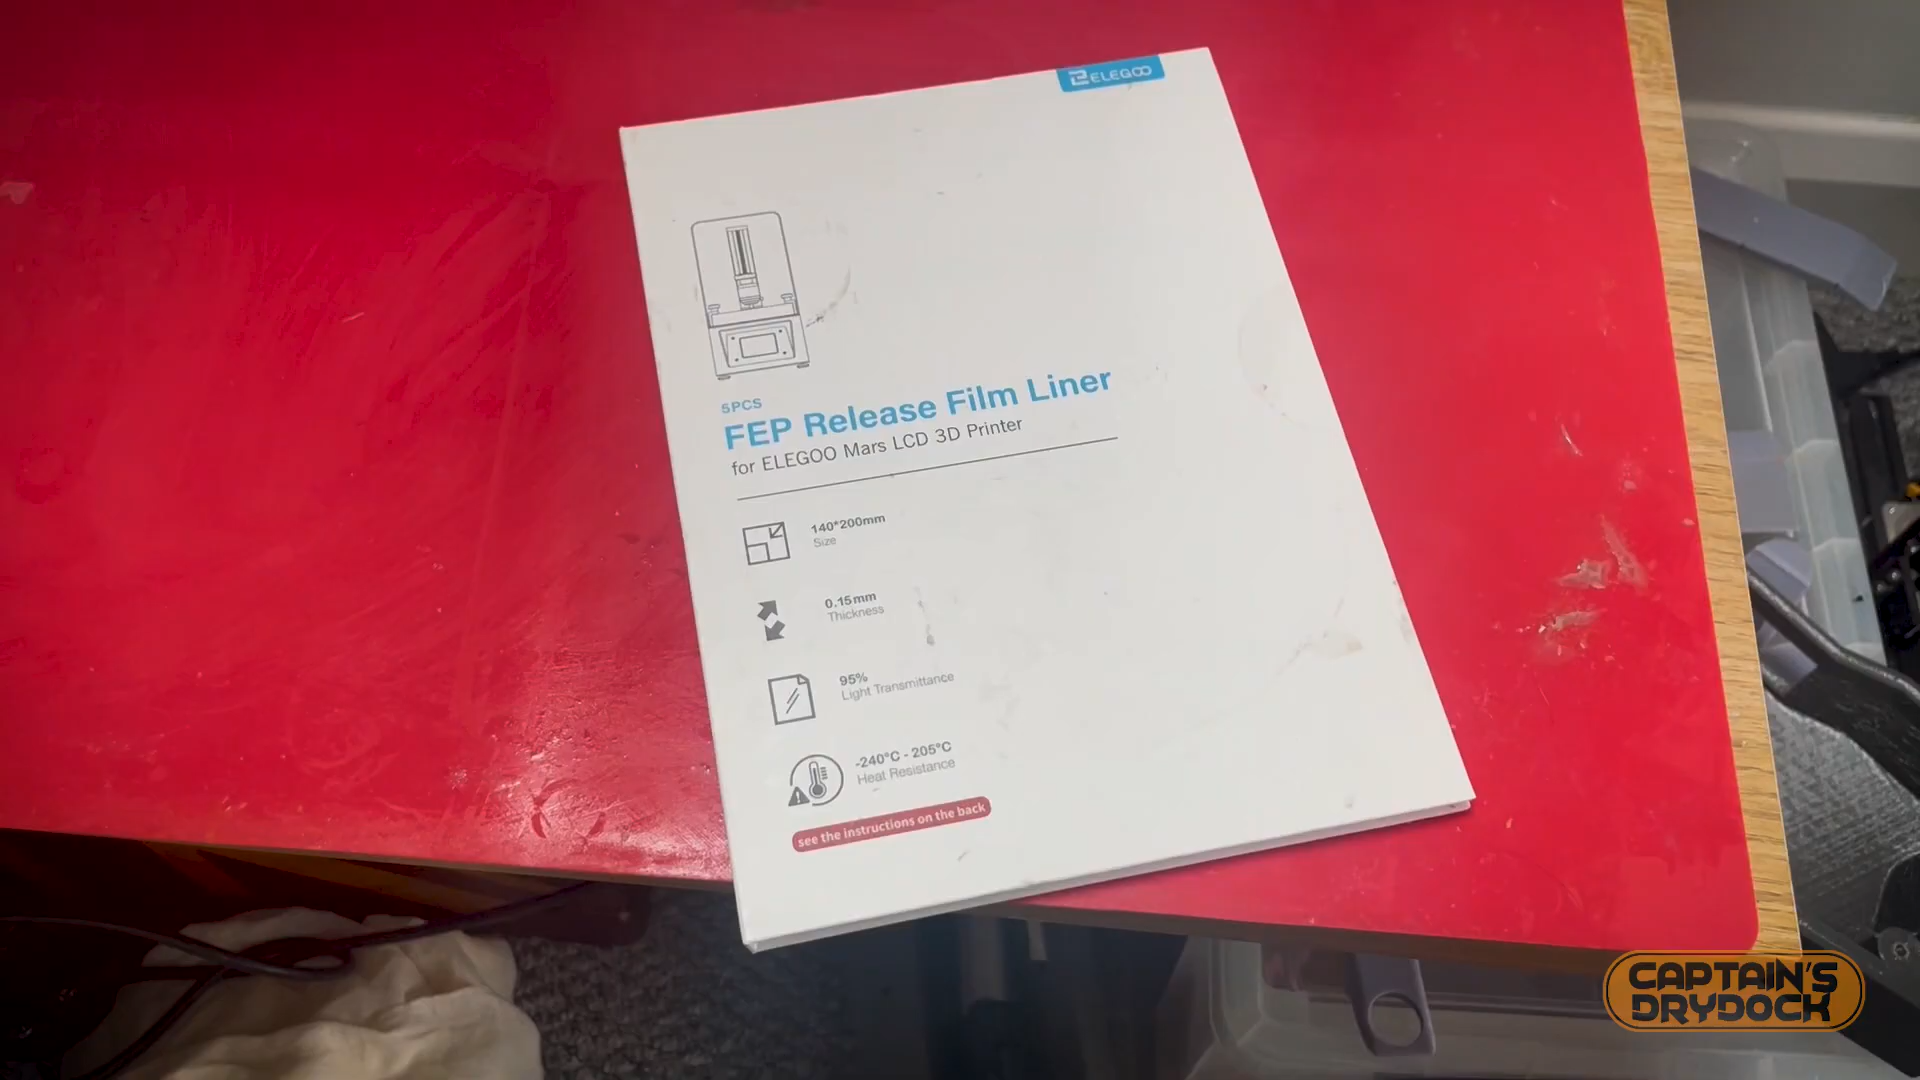 ELEGOO
5PCS
FEP Release Film Liner
for ELEGOO Mars LCD 3D Printer
140*200mm
Size
0.15mm
Thickness
95%
Light Transmittance
-240°C - 205°C
Heat Resistance
see the instructions on the back
CAPTAIN'S
DRYDOCK